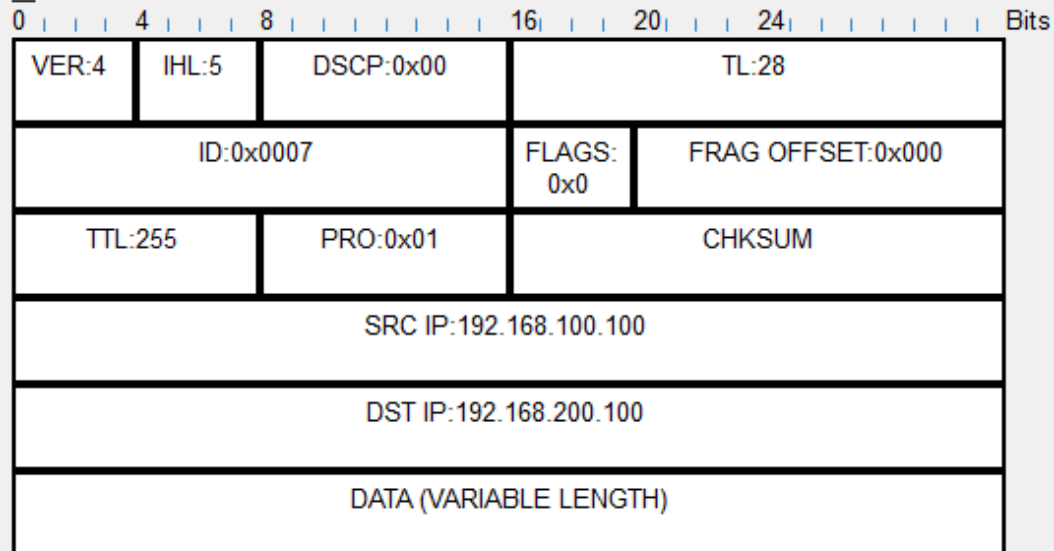 0 4 8 16 20 24 Bits
VER:4 IHL:5 DSCP:0x00 TL:28
ID:0x0007 FLAGS: FRAG OFFSET:0x000
0x0
TTL:255 PRO:0x01 CHKSUM
SRC IP:192.168.100.100
DST IP:192.168.200.100
DATA (VARIABLE LENGTH)